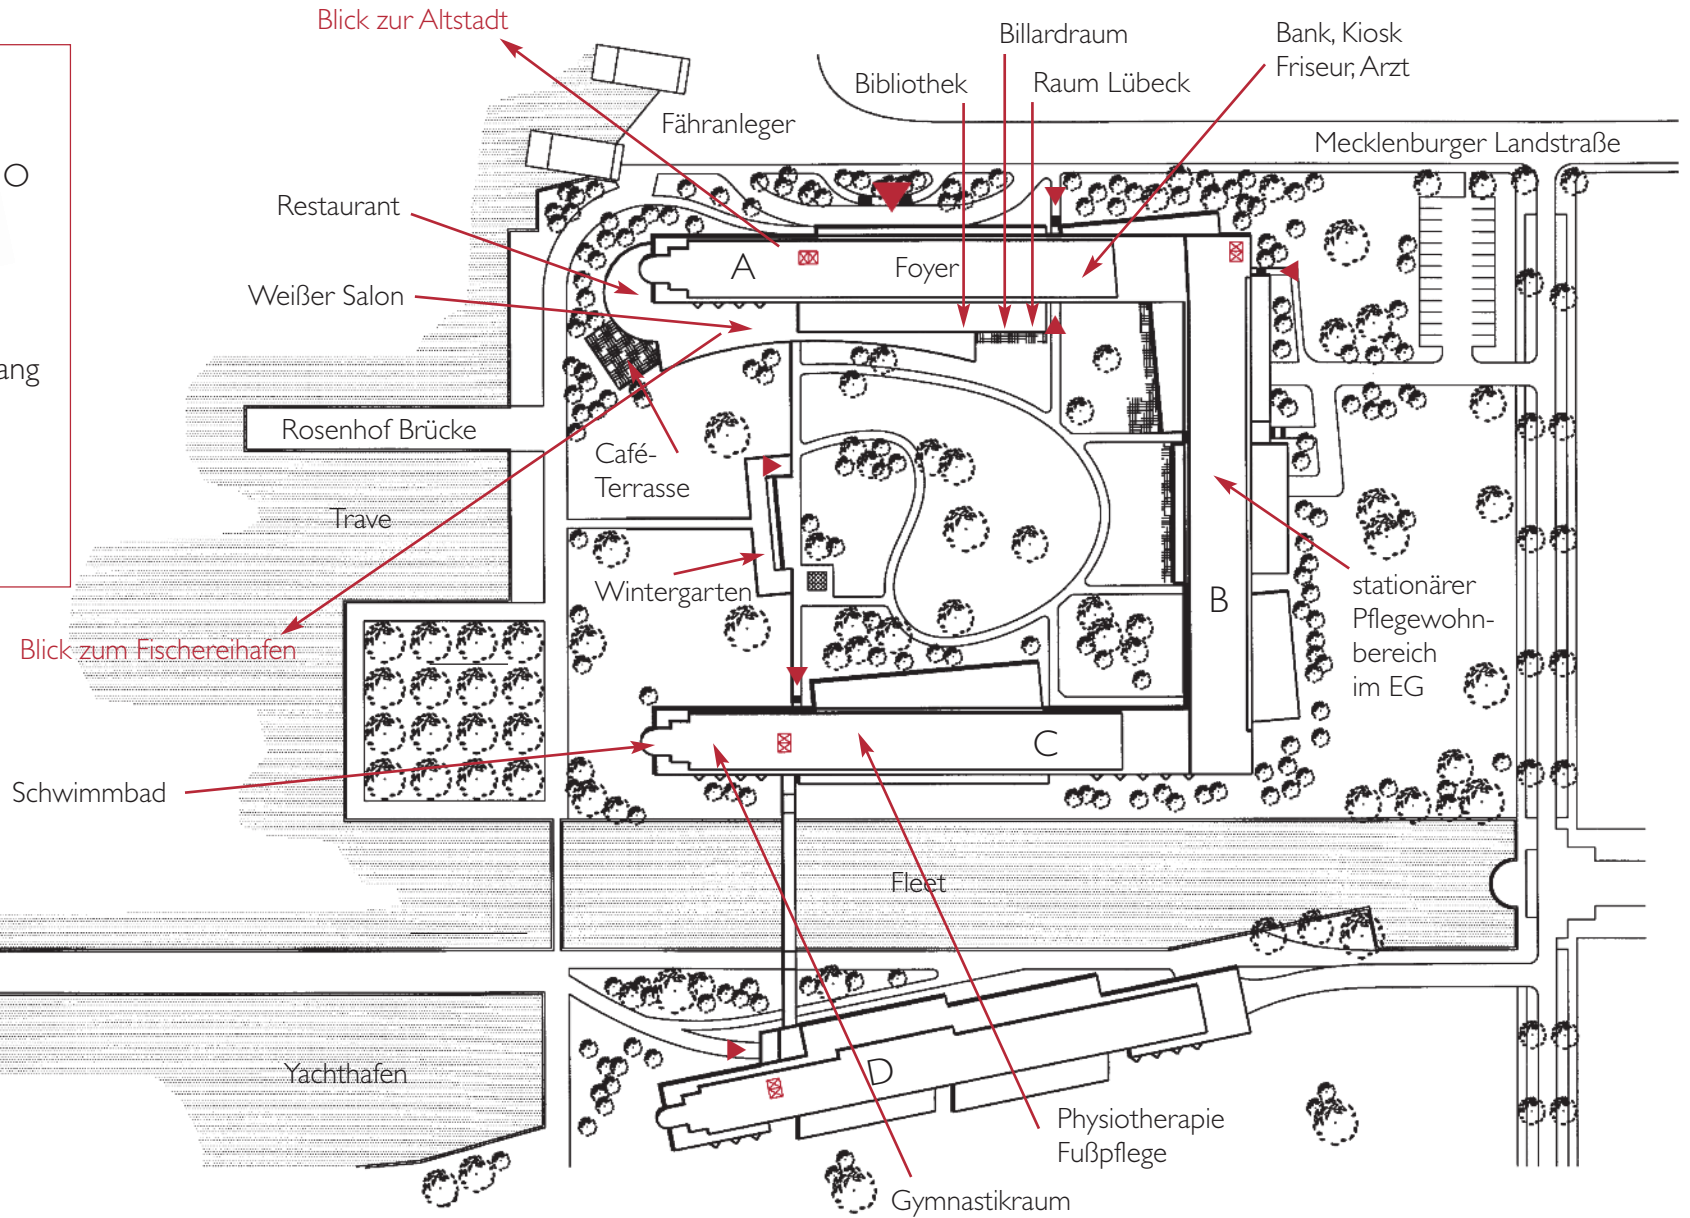 Blick zur Altstadt
Billardraum
Bank, Kiosk
Friseur, Arzt
Bibliothek
Raum Lübeck
Fähranleger
Mecklenburger Landstraße
O
Restaurant
A
Foyer
Weißer Salon
ang
Rosenhof Brücke
Café-
Terrasse
Trave
Wintergarten
B
stationärer
Pflegewohn-
bereich
im EG
Blick zum Fischereihafen
C
Schwimmbad
Fleet
Yachthafen
D
Physiotherapie
Fußpflege
Gymnastikraum